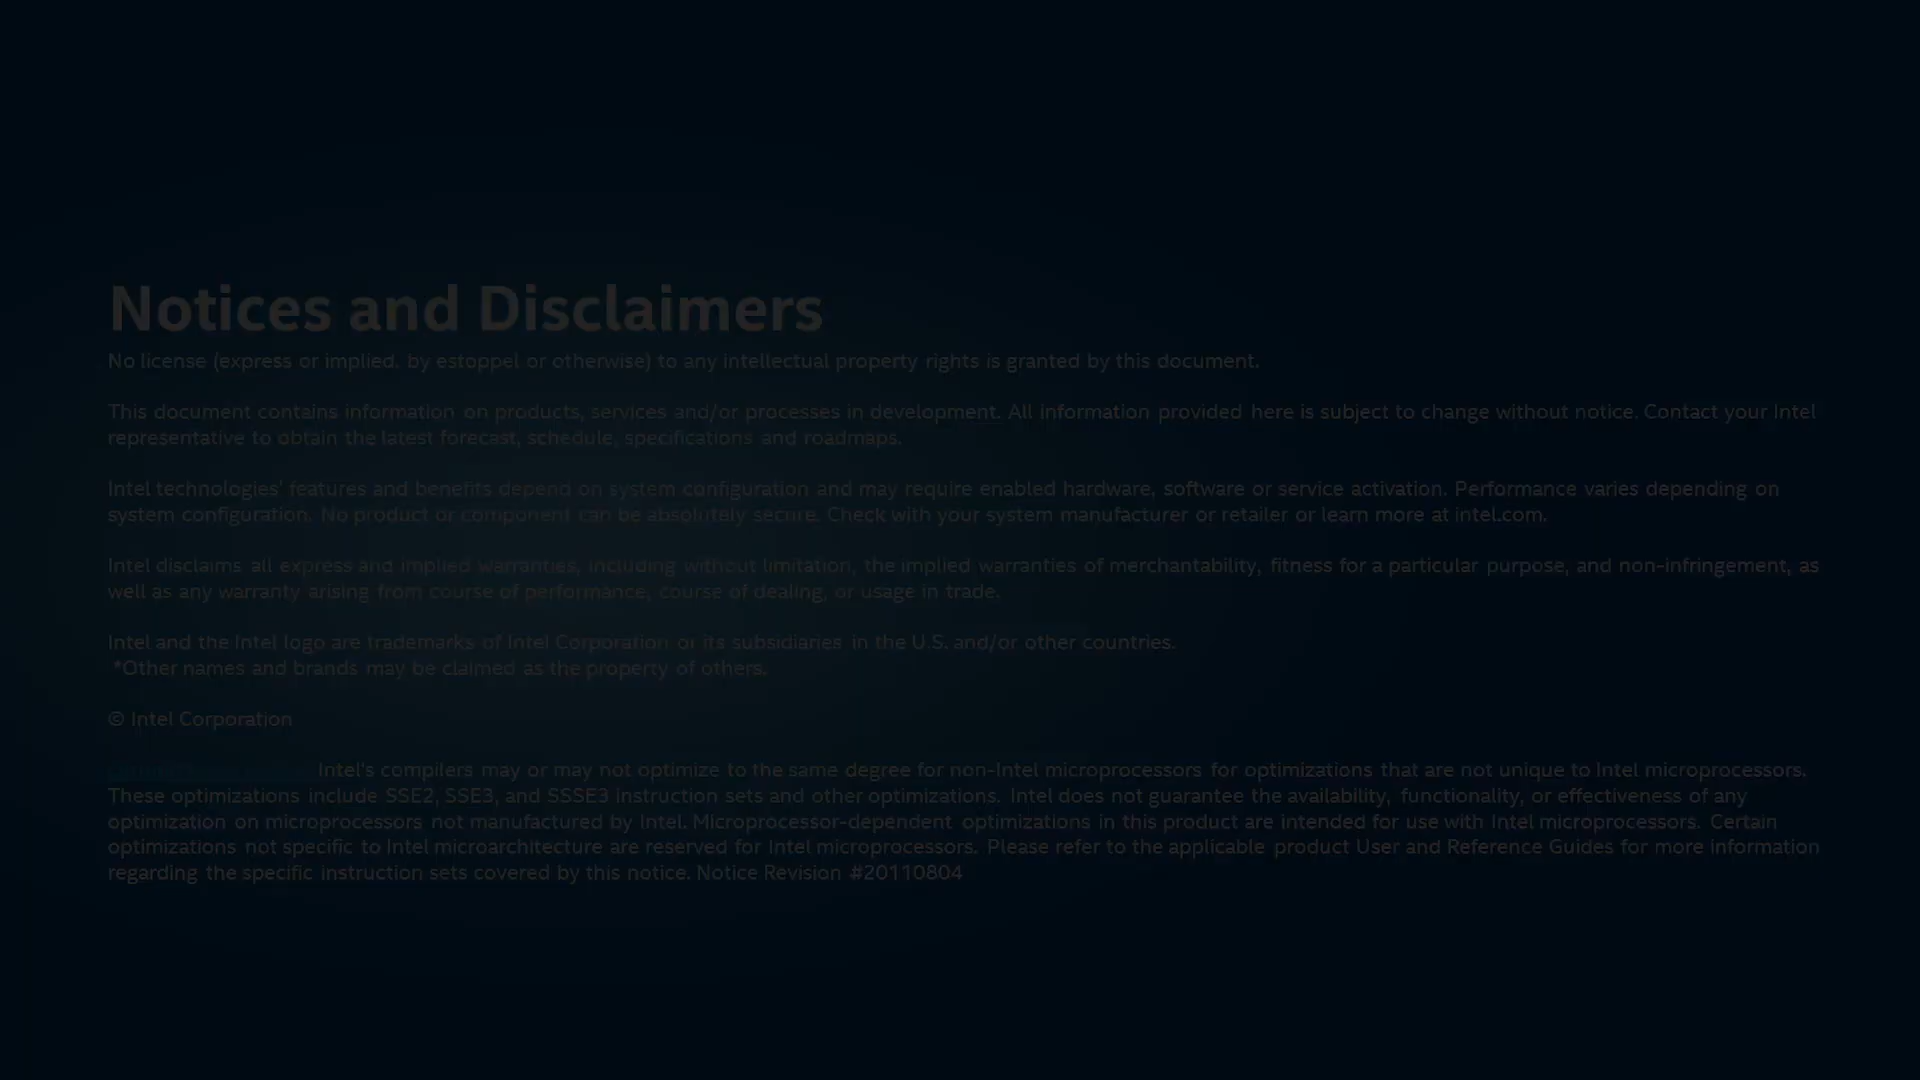 Notices and Disclaimers
No license (express or implied. by estoppel or otherwise) to any intellectual property rights is granted by this document.
This document contains information on products, services and/or processes in development. All information provided here is subject to change without notice. Contact your Intel
representative to obtain the latest forecast, schedule, specifications and roadmaps.
Intel technologies' features and benefits depend on system configuration and may require enabled hardware, software or service activation. Performance varies depending on
system configuration. No product or component can be absolutely secure. Check with your system manufacturer or retailer or learn more at intel.com.
Intel disclaims all express and implied warranties, including without limitation, the implied warranties of merchantability, fitness for a particular purpose, and non-infringement, as
well as any warranty arising from course of performance, course of dealing, or usage in trade.
Intel and the Intel logo are trademarks of Intel Corporation or its subsidiaries in the U.S. and/or other countries.
*Other names and brands may be claimed as the property of others.
© Intel Corporation
Intel's compilers may or may not optimize to the same degree for non-Intel microprocessors for optimizations that are not unique to Intel microprocessors.
These optimizations include SSE2, SSE3, and SSSE3 instruction sets and other optimizations. Intel does not guarantee the availability, functionality, or effectiveness of any
optimization on microprocessors not manufactured by Intel. Microprocessor-dependent optimizations in this product are intended for use with Intel microprocessors. Certain
optimizations not specific to Intel microarchitecture are reserved for Intel microprocessors. Please refer to the applicable product User and Reference Guides for more information
regarding the specific instruction sets covered by this notice. Notice Revision #20110804